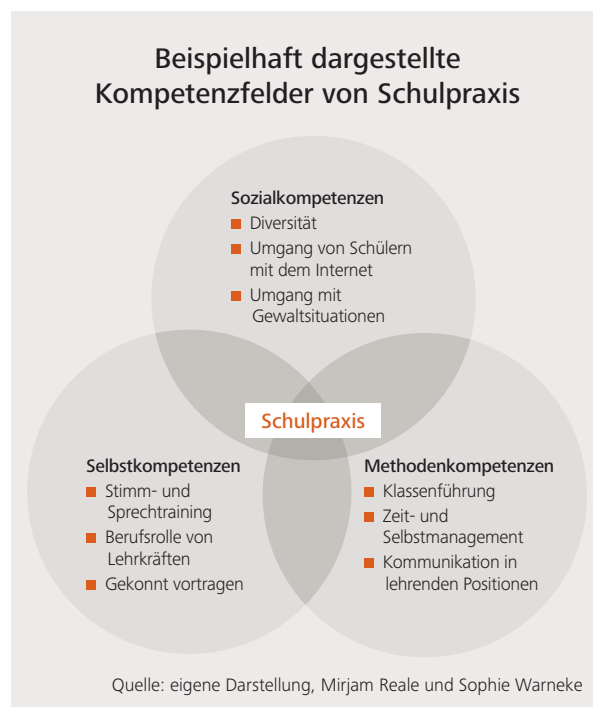 Beispielhaft dargestellte
Kompetenzfelder von Schulpraxis
Sozialkompetenzen
Diversität
Umgang von Schülern
mit dem Internet
Umgang mit
Gewaltsituationen
Schulpraxis
Selbstkompetenzen
Stimm- und
Sprechtraining
Berufsrolle von
Lehrkräften
Gekonnt vortragen
Methodenkompetenzen
Klassenführung
Zeit- und
Selbstmanagement
Kommunikation in
lehrenden Positionen
Quelle: eigene Darstellung, Mirjam Reale und Sophie Warneke